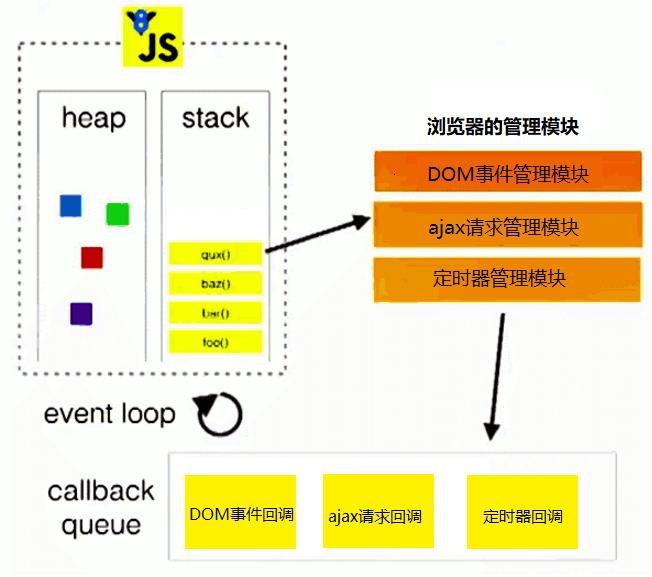 JS
heap
stack
qux()
baz()
bar()
foo()
浏览器的管理模块
DOM事件管理模块
ajax请求管理模块
定时器管理模块
event loop
callback
queue
DOM事件回调
ajax请求回调
定时器回调